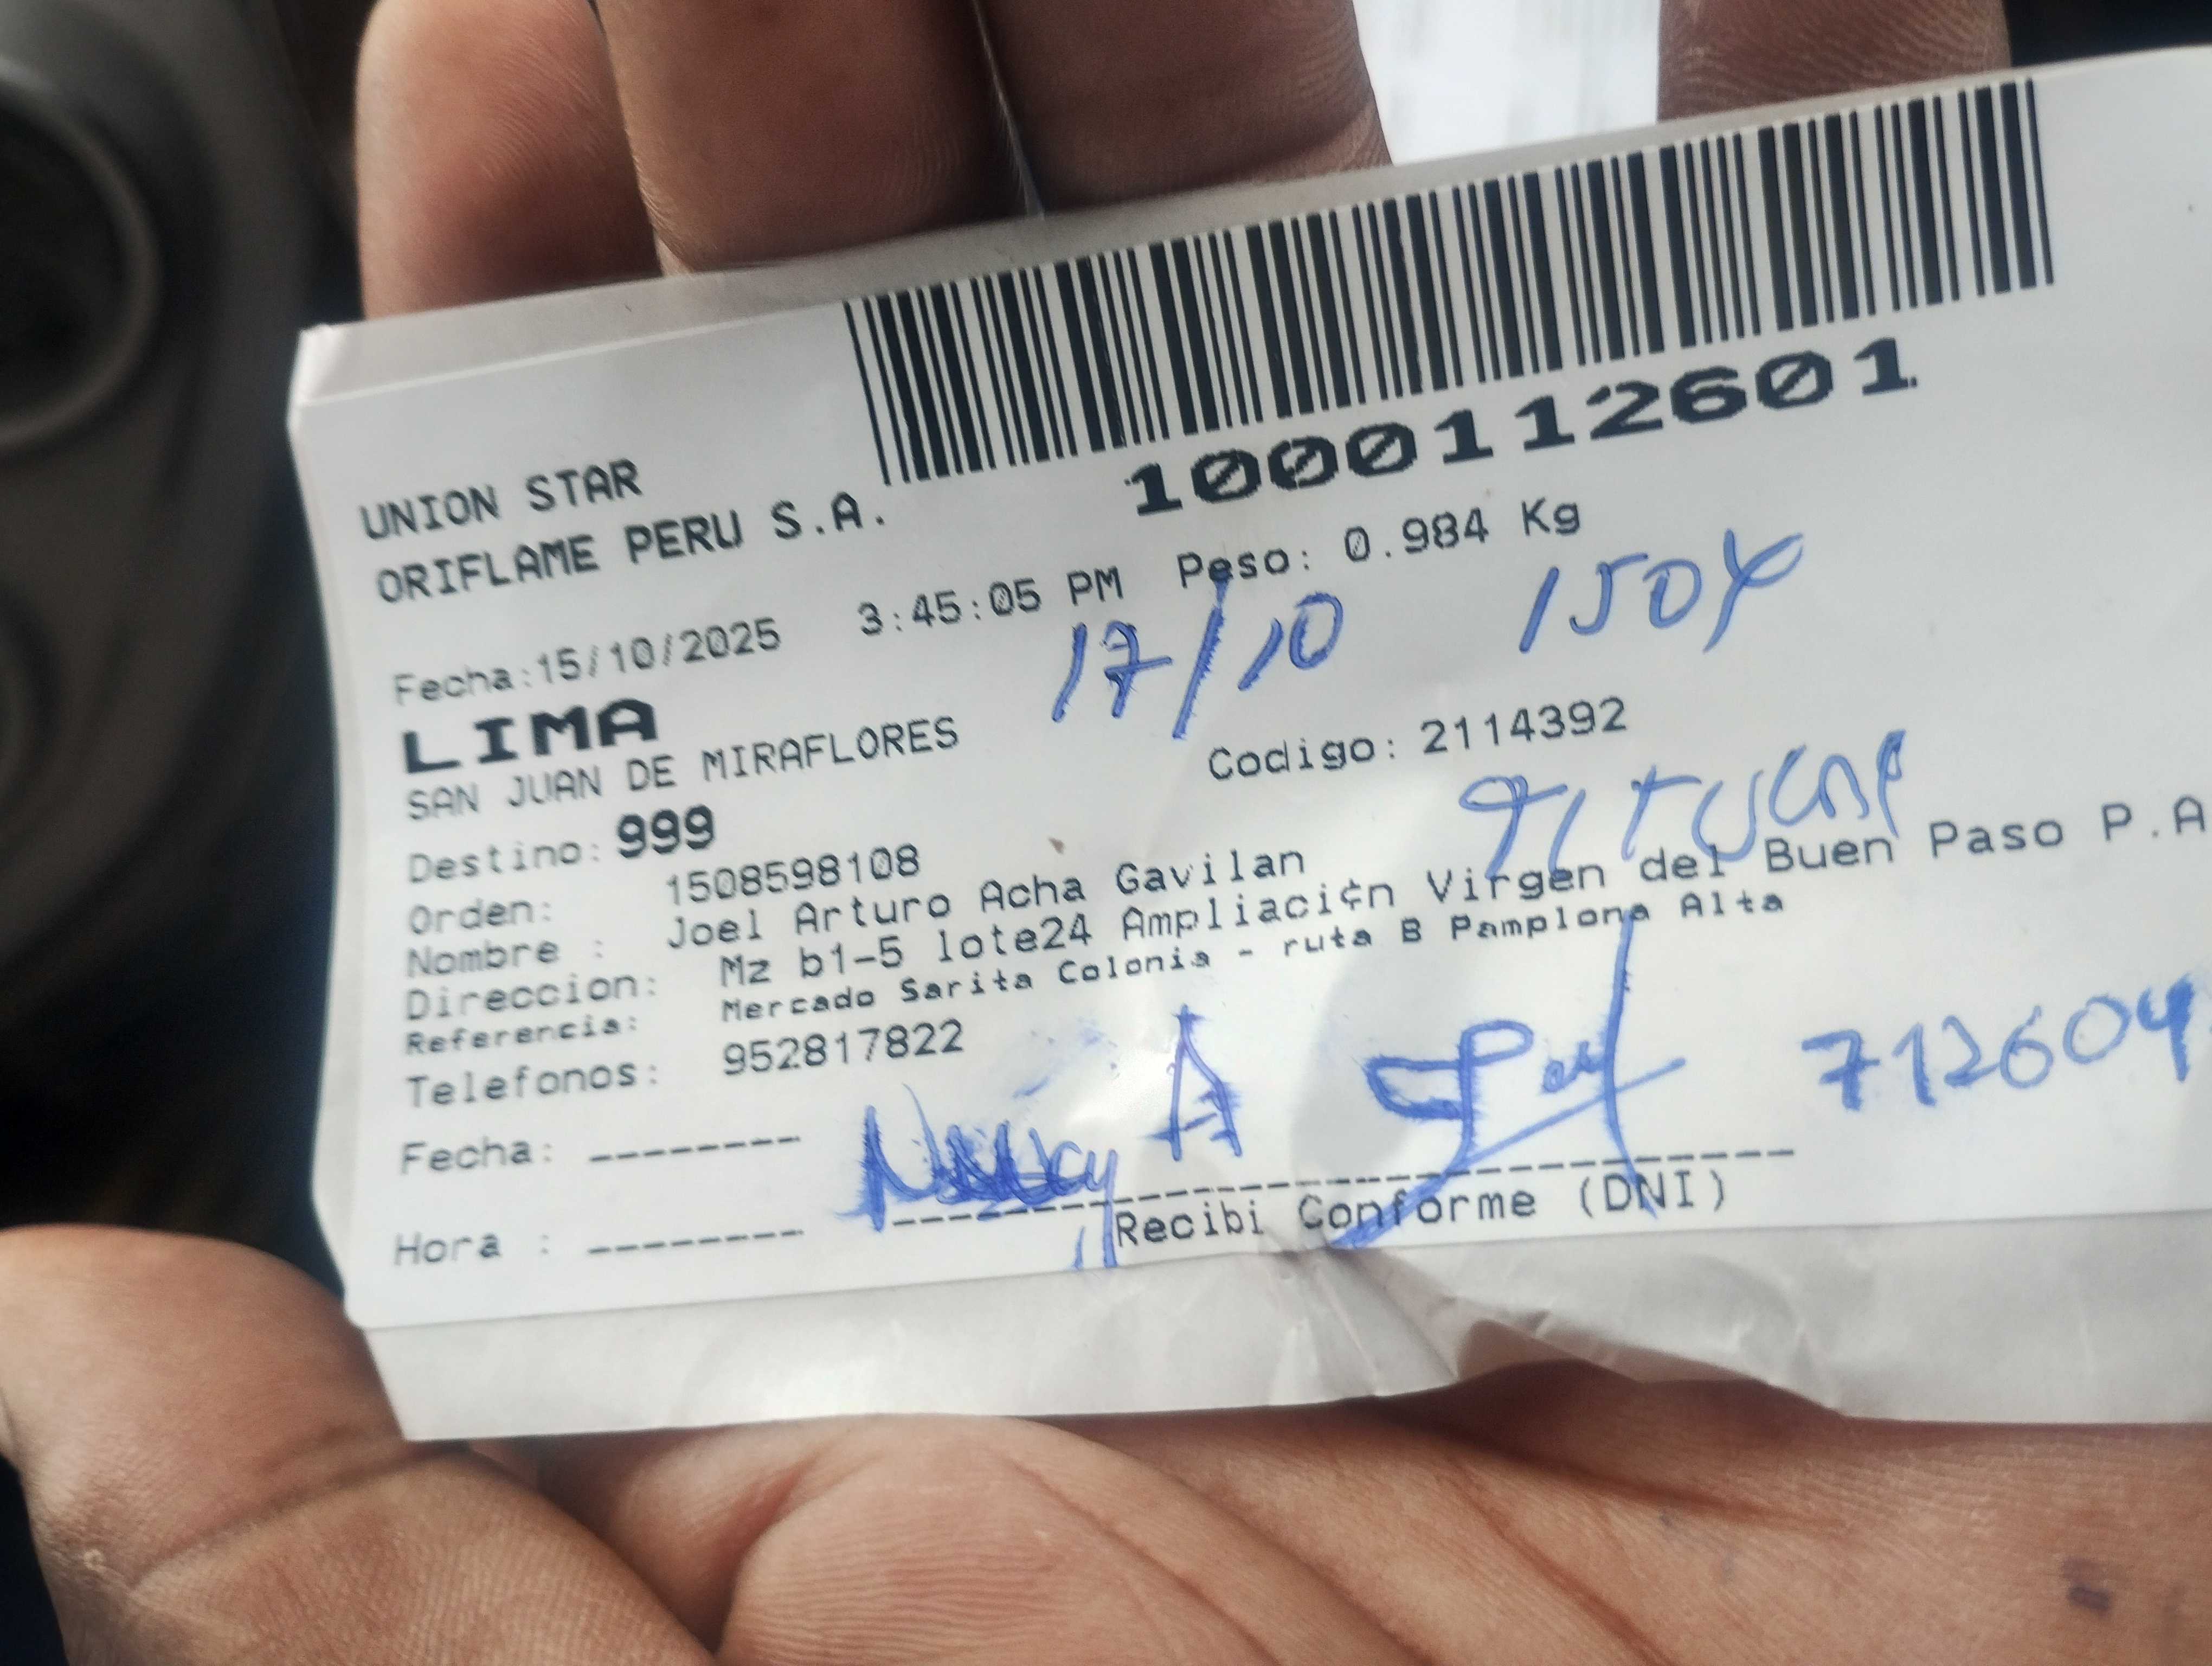 1000112601
UNION STAR
ORIFLAME PERU S.A.
Fecha:15/10/2025 3:45:05 PM Peso: 0.984 Kg
17/10
LIMA
SAN JUAN DE MIRAFLORES
Codigo: 2114392
Destino: 999
Titular
Orden: 1508598108
Nombre : Joel Arturo Acha Gavilan
Direccion: Mz b1-5 lote24 Ampliaci¢n Virgen del Buen Paso P.A
Referencia: Mercado Sarita Colonia - ruta B Pamplona Alta
Telefonos: 952817822
712604
Fecha: --------
Hora : --------
Recibi Conforme (DNI)